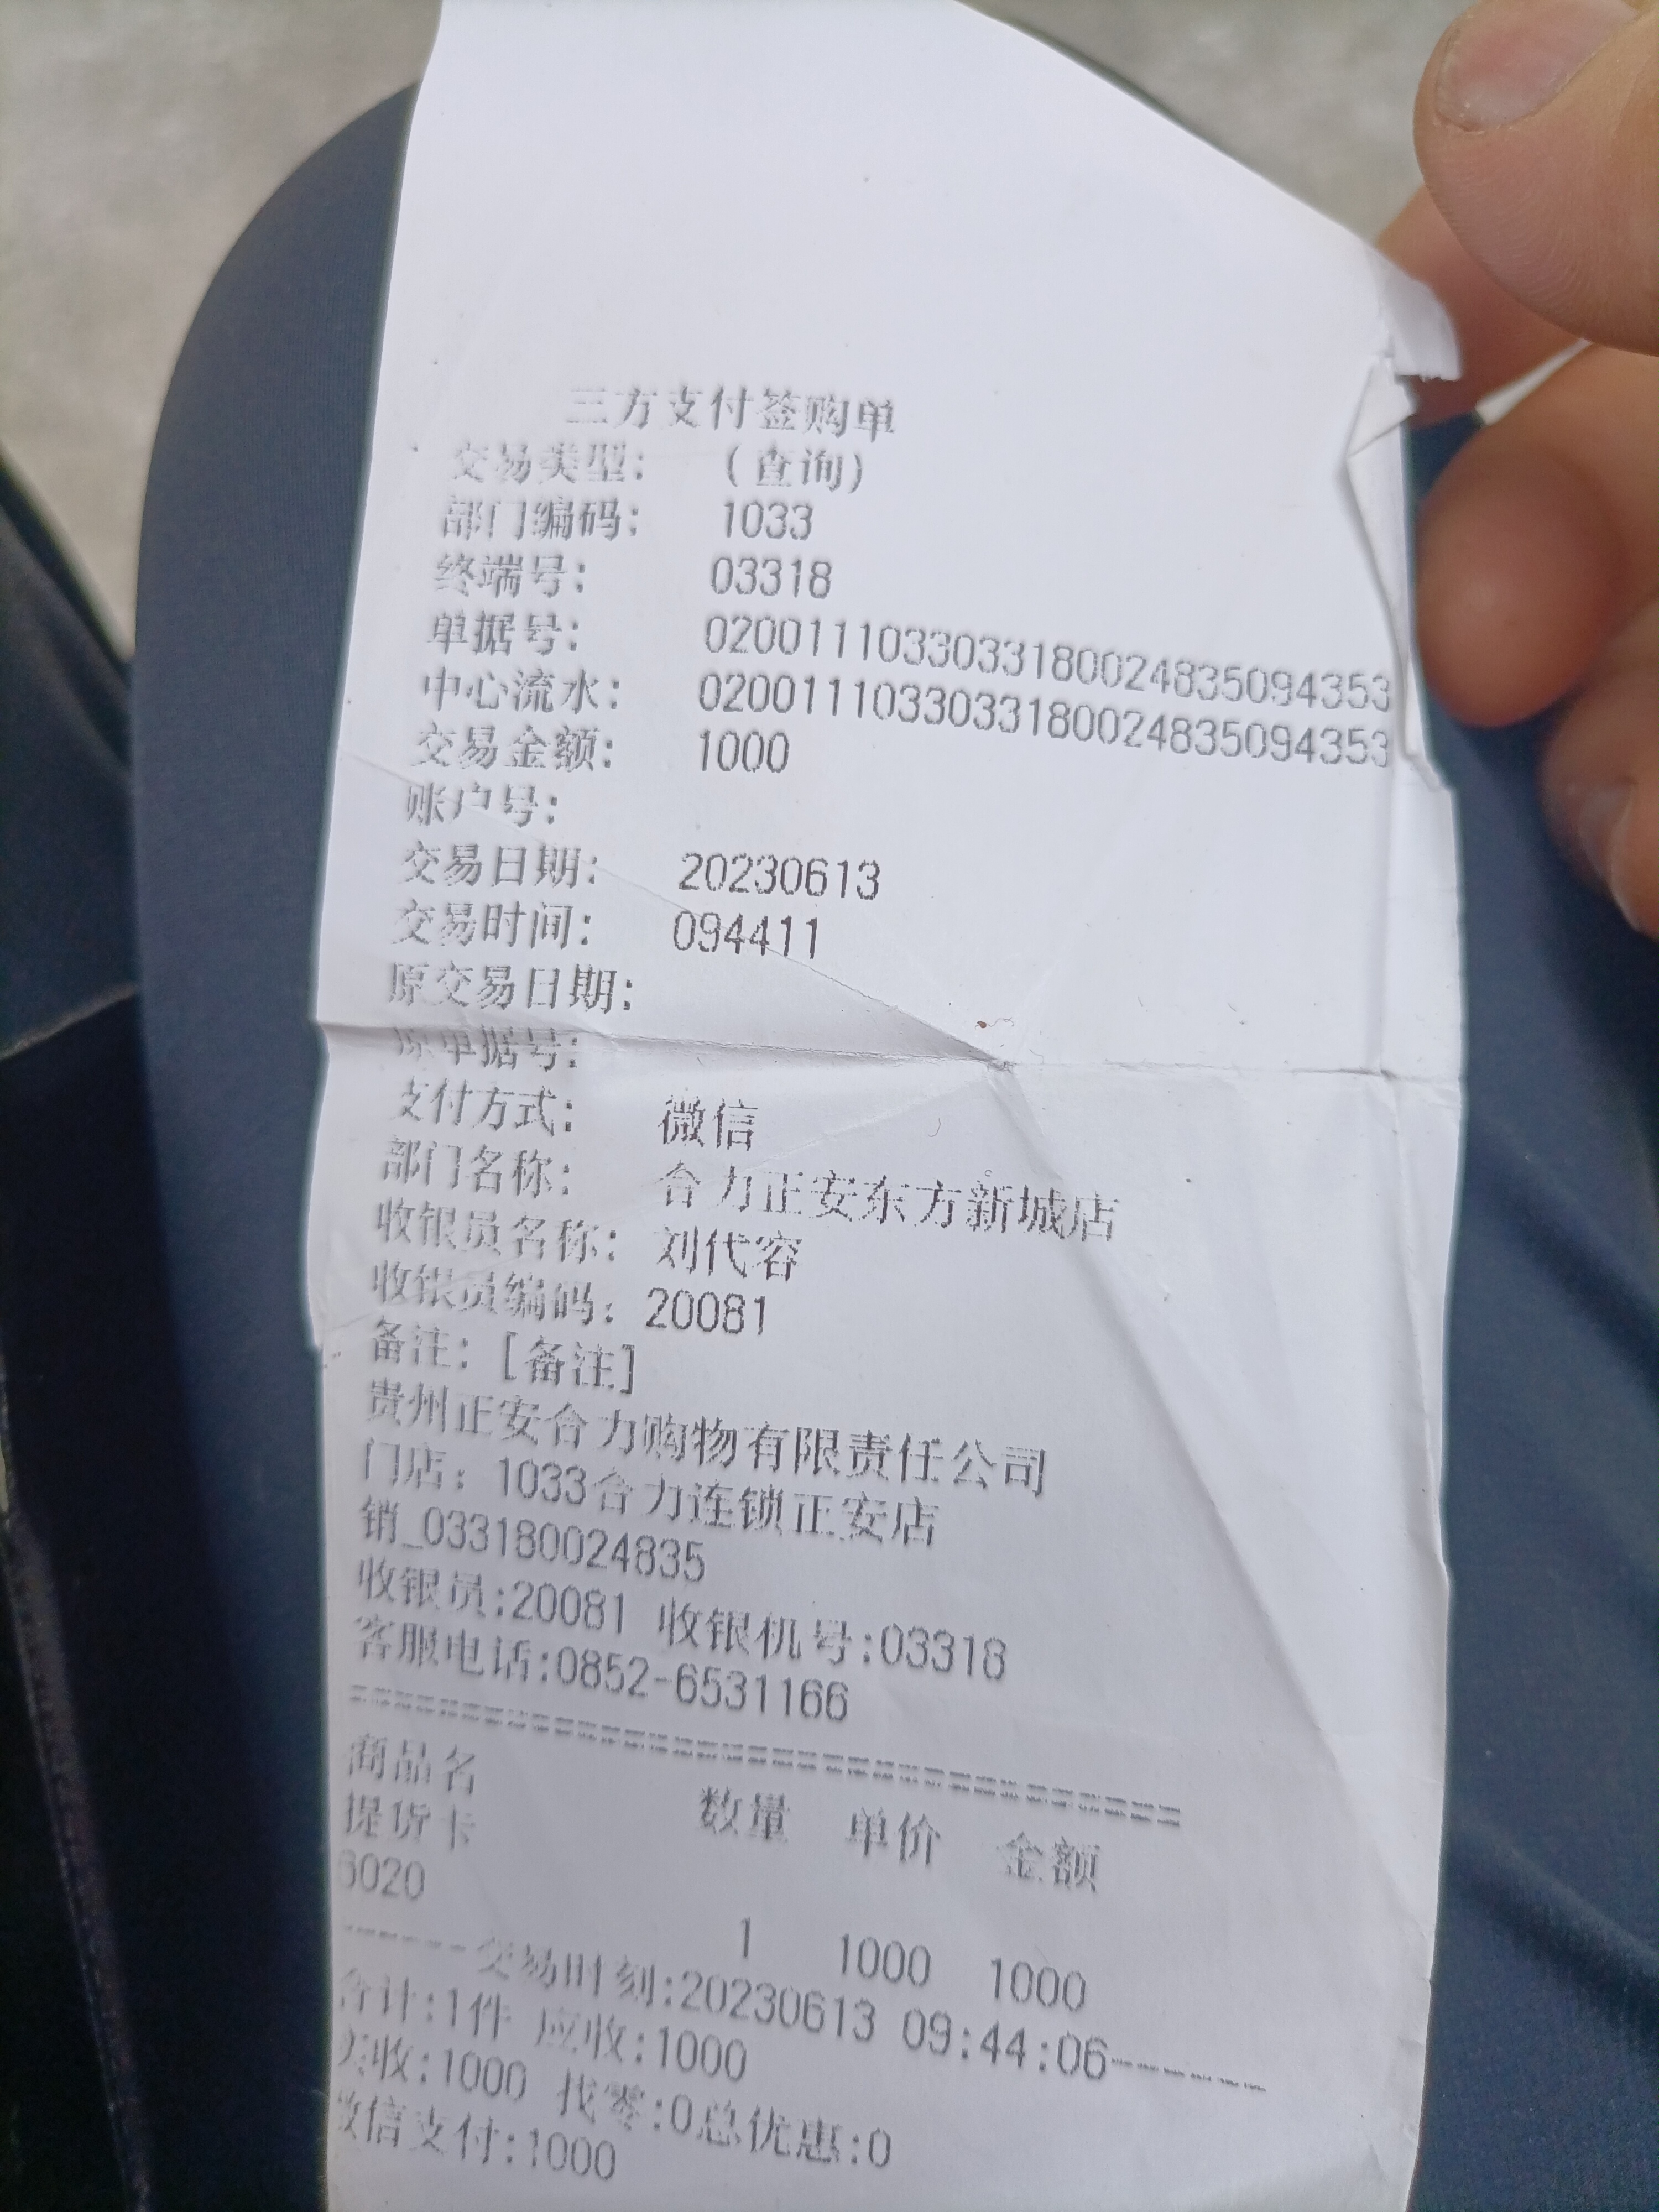 三方支付签购单
交易类型: (查询)
部门编码: 1033
终端号: 03318
单据号: 0200111033033180024835094353
中心流水: 0200111033033180024835094353
交易金额: 1000
账户号:
交易日期: 20230613
交易时间: 094411
原交易日期:
原单据号:
支付方式: 微信
部门名称: 合力正安东方新城店
收银员名称: 刘代容
收银员编码: 20081
备注: [备注]
贵州正安合力购物有限责任公司
门店: 1033合力连锁正安店
销_033180024835
收银员:20081 收银机号:03318
客服电话:0852-6531166
商品名 数量 单价 金额
提货卡
6020
1 1000 1000
------交易时刻:20230613 09:44:06------
合计:1件 应收:1000
实收:1000 找零:0总优惠:0
微信支付:1000